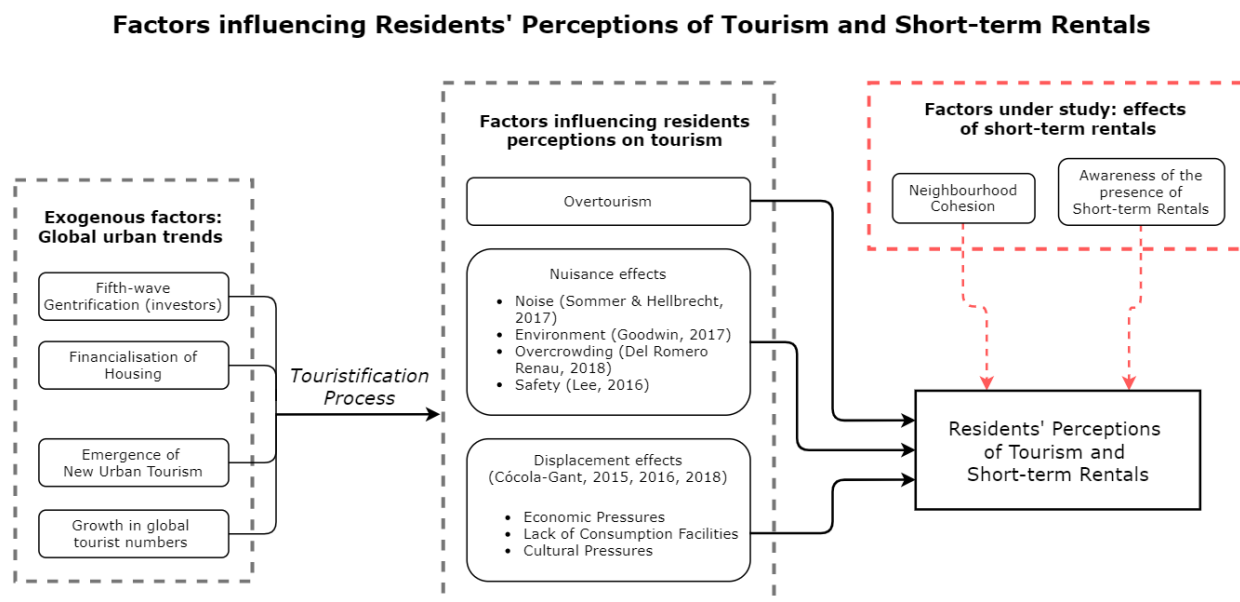 Factors influencing Residents' Perceptions of Tourism and Short-term Rentals
Exogenous factors:
Global urban trends
Fifth-wave
Gentrification (investors)
Financialisation of
Housing
Emergence of
New Urban Tourism
Growth in global
tourist numbers
Touristification
Process
Factors influencing residents
perceptions on tourism
Overtourism
Nuisance effects
• Noise (Sommer & Hellbrecht,
2017)
• Environment (Goodwin, 2017)
• Overcrowding (Del Romero
Renau, 2018)
• Safety (Lee, 2016)
Displacement effects
(Cócola-Gant, 2015, 2016, 2018)
• Economic Pressures
• Lack of Consumption Facilities
• Cultural Pressures
Factors under study: effects
of short-term rentals
Neighbourhood
Cohesion
Awareness of the
presence of
Short-term Rentals
Residents' Perceptions
of Tourism and
Short-term Rentals